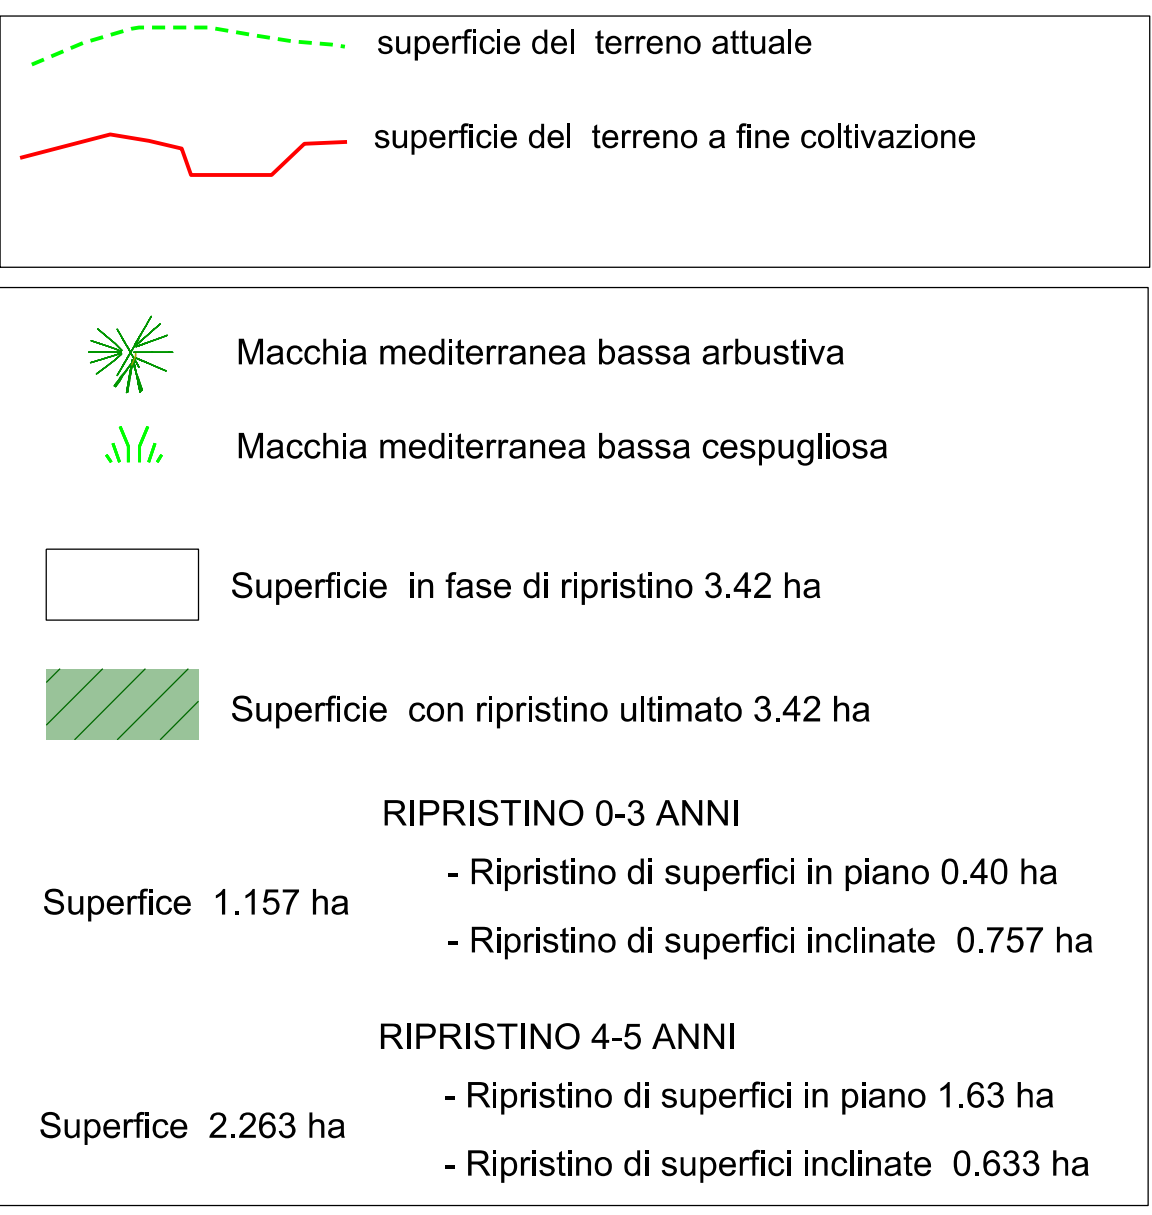 superficie del terreno attuale
superficie del terreno a fine coltivazione
Macchia mediterranea bassa arbustiva
Macchia mediterranea bassa cespugliosa
Superficie in fase di ripristino 3.42 ha
Superficie con ripristino ultimato 3.42 ha
RIPRISTINO 0-3 ANNI
- Ripristino di superfici in piano 0.40 ha
Superfice 1.157 ha
- Ripristino di superfici inclinate 0.757 ha
RIPRISTINO 4-5 ANNI
- Ripristino di superfici in piano 1.63 ha
Superfice 2.263 ha
- Ripristino di superfici inclinate 0.633 ha